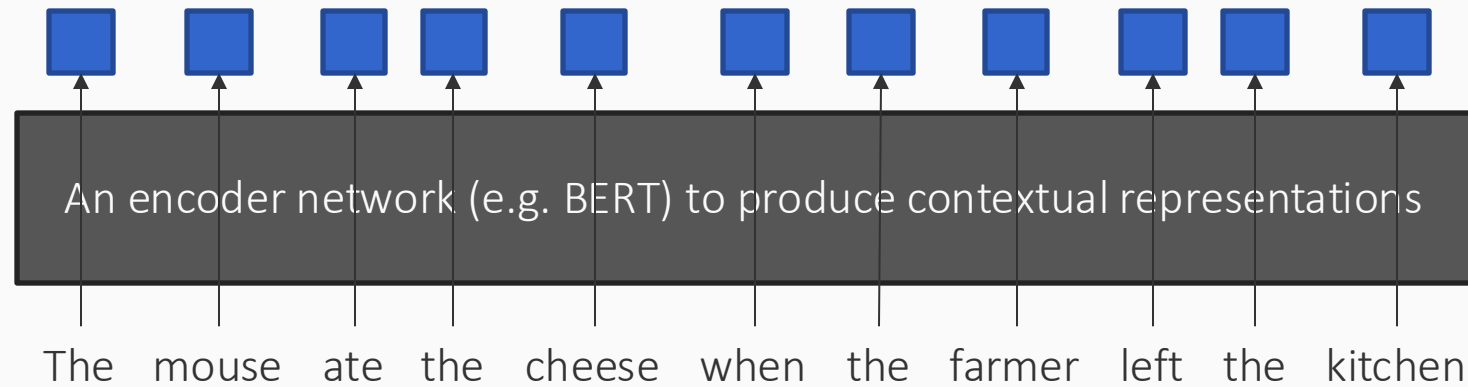 An encoder network (e.g. BERT) to produce contextual representations
The mouse ate the cheese when the farmer left the kitchen